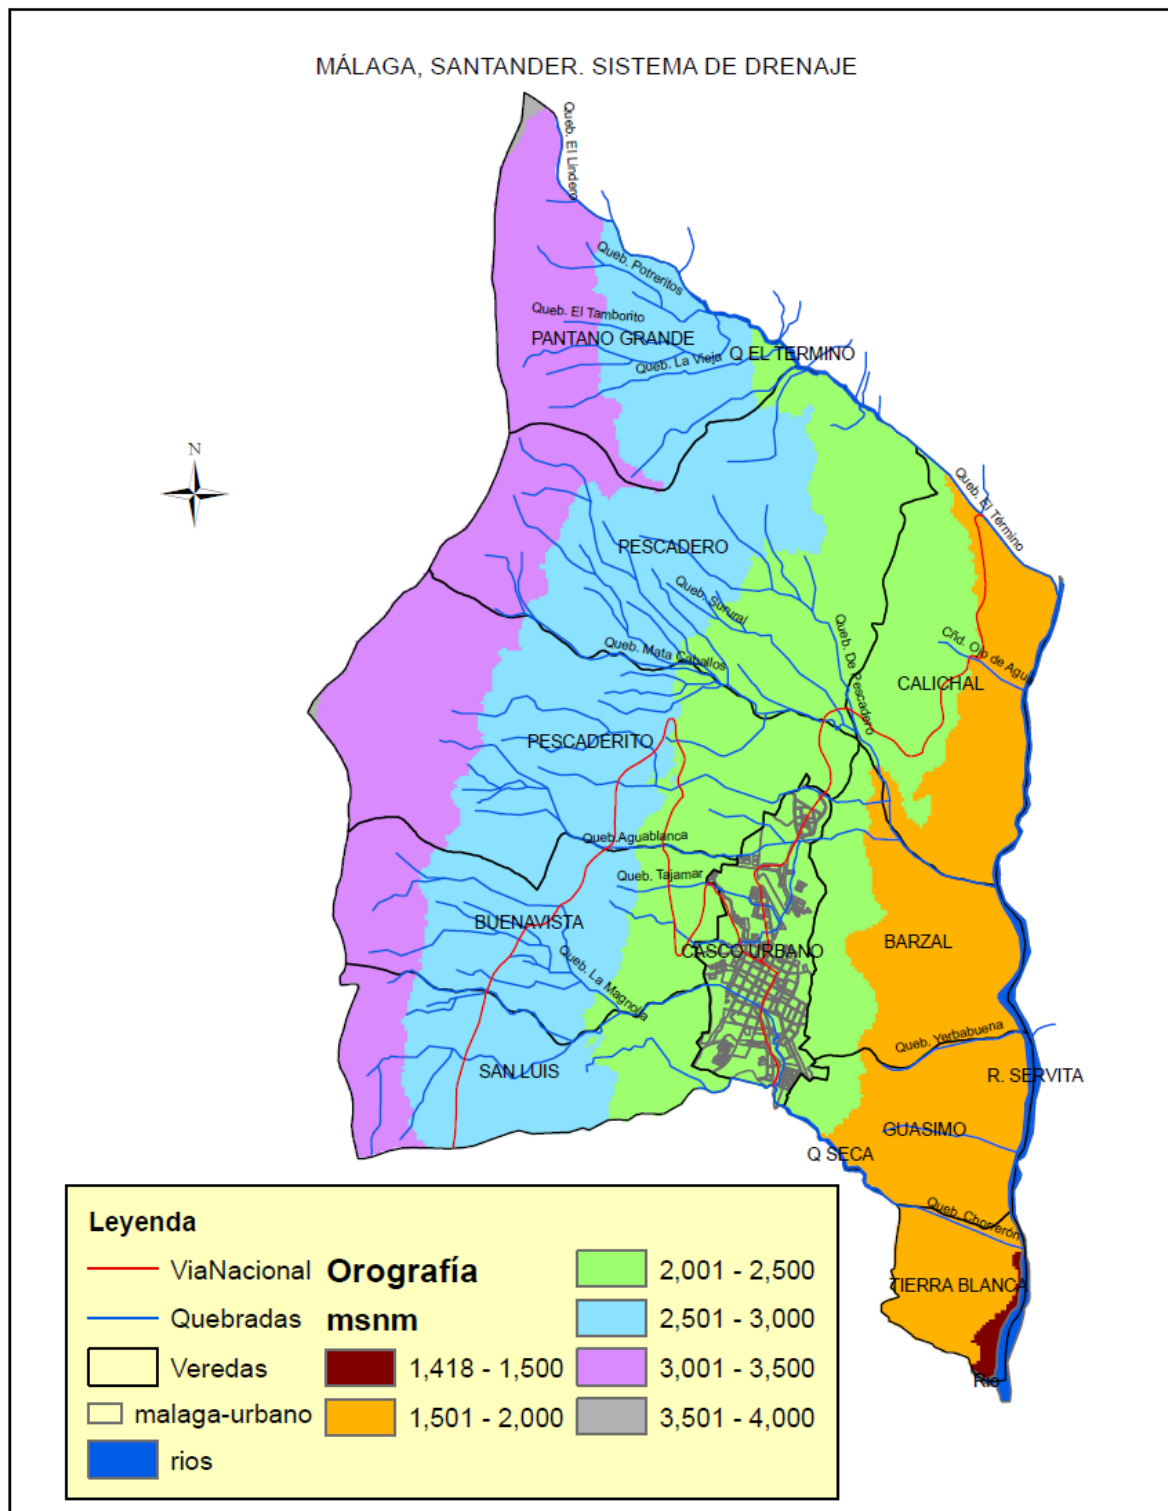 MÁLAGA, SANTANDER. SISTEMA DE DRENAJE
Queb. El Lindero
Queb. Potreritos
Queb. El Tamborito
PANTANO GRANDE
Queb. La Vieja
Q EL TERMINO
N
Queb. El Término
PESCADERO
Queb. Surural
Queb. De Pescadero
Cñd. Ojo de Agua
Queb. Mata Caballos
CALICHAL
PESCADERITO
Queb.Aguablanca
Queb. Tajamar
BUENAVISTA
CASCO URBANO
BARZAL
Queb. La Magnolia
Queb. Yerbabuena
SAN LUIS
R. SERVITA
GUASIMO
Q SECA
Queb. Chorrerón
TIERRA BLANCA
Rio
Leyenda
ViaNacional
Quebradas
Veredas
malaga-urbano
rios
Orografía
msnm
1,418 - 1,500
1,501 - 2,000
2,001 - 2,500
2,501 - 3,000
3,001 - 3,500
3,501 - 4,000